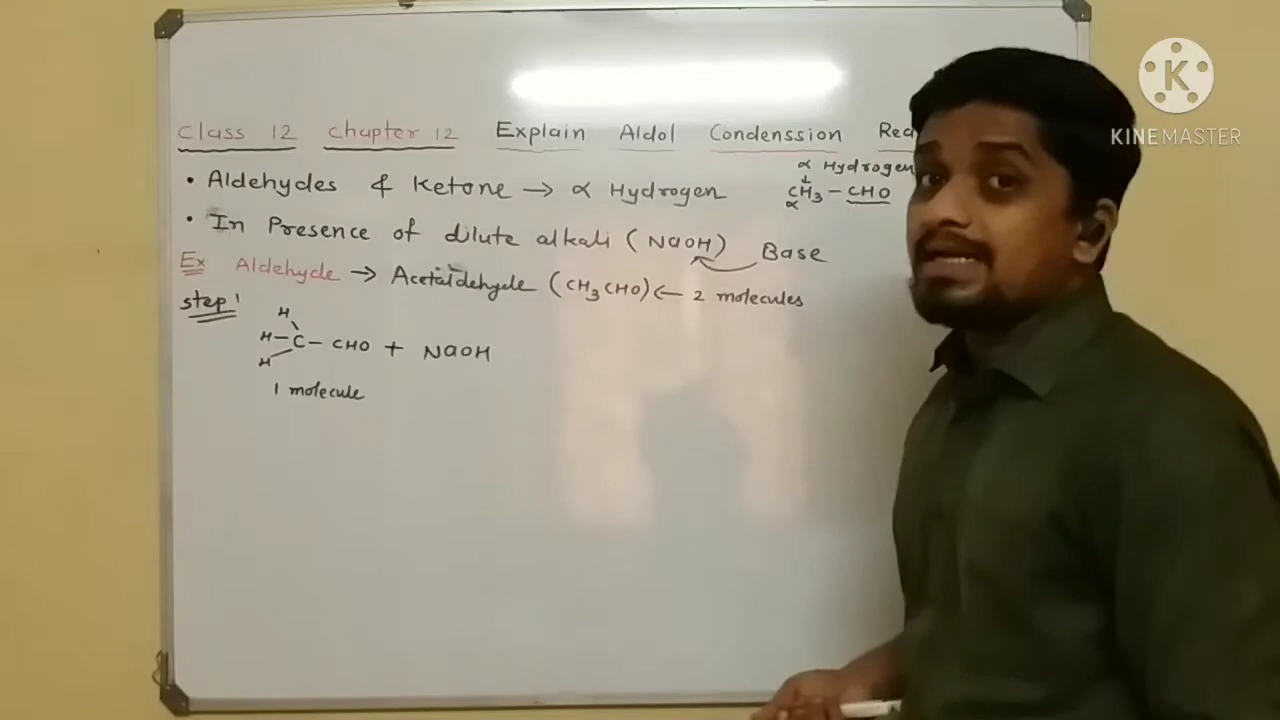 Class 12 Chapter 12 Explain Aldol Condenssion Rea
α Hydrogen
• Aldehydes & Ketone → α Hydrogen
CH3 - CHO
α
• In Presence of dilute alkali (NaOH) Base
Ex Aldehyde → Acetaldehyde (CH3CHO) ← 2 molecules
step 1
H
H - C - CHO + NaOH
H
1 molecule
K
KINEMASTER